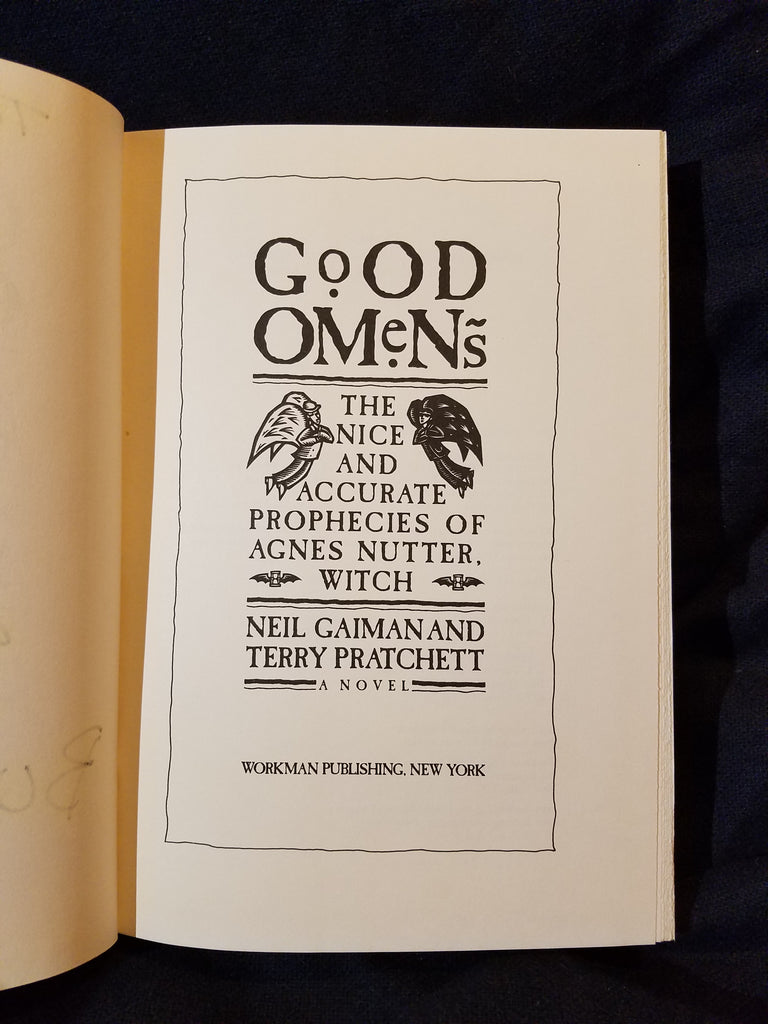 GOOD
OMENS
THE
NICE
AND
ACCURATE
PROPHECIES OF
AGNES NUTTER,
WITCH
NEIL GAIMAN AND
TERRY PRATCHETT
A NOVEL
WORKMAN PUBLISHING, NEW YORK